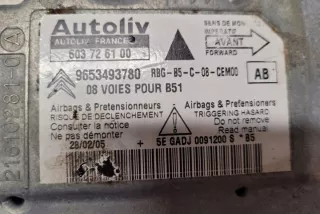 Autoliv
AUTOLIV FRANCE
603 72 61 00
SENS DE MONTAGE
AVANT
FORWARD
9653493780 RBG-B5-C-08-CEM00
AB
08 VOIES POUR B51
Airbags & Pretensionneurs
RISQUE DE DECLENCHEMENT
Consulter la notice
Ne pas démonter
28/02/05
Airbags & Pretensioners
TRIGGERING HASARD
Do not remove
Read manual
+ 5E GADJ 0091200 S * B5
A